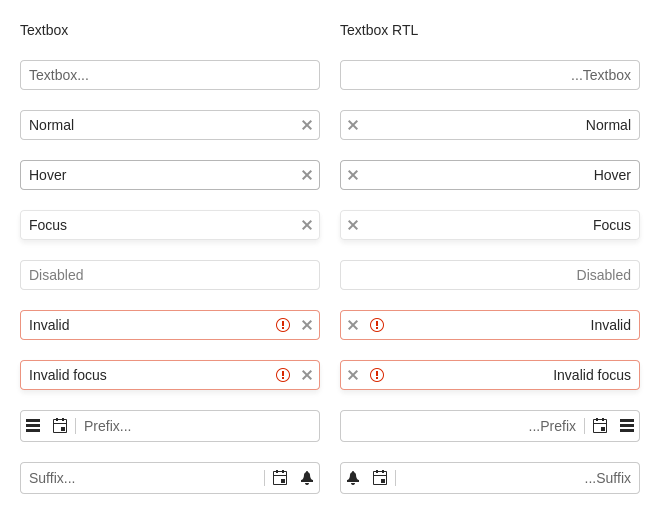 Textbox
Textbox...
Normal
Hover
Focus
Disabled
Invalid
Invalid focus
Prefix...
Suffix...
Textbox RTL
...Textbox
Normal
Hover
Focus
Disabled
Invalid
Invalid focus
...Prefix
...Suffix